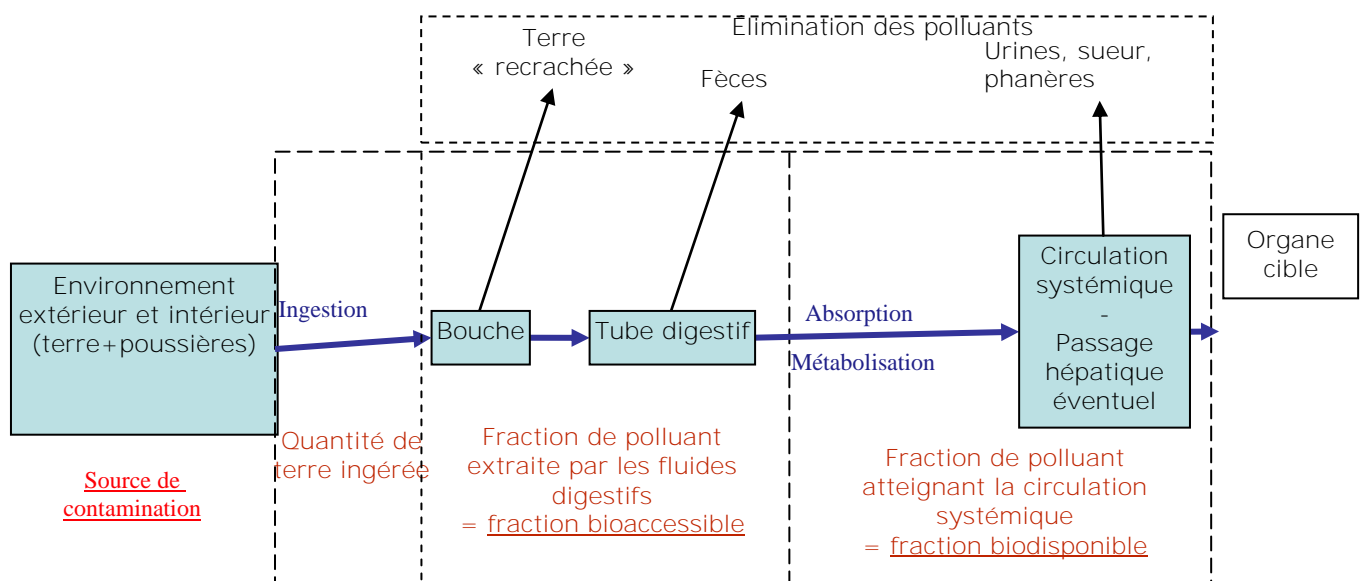 Elimination des polluants
Terre
« recrachée »
Fèces
Urines, sueur,
phanères
Environnement
extérieur et intérieur
(terre+poussières)
Ingestion
Bouche
Tube digestif
Absorption
Métabolisation
Circulation
systémique
-
Passage
hépatique
éventuel
Organe
cible
Source de
contamination
Quantité de
terre ingérée
Fraction de polluant
extraite par les fluides
digestifs
= fraction bioaccessible
Fraction de polluant
atteignant la circulation
systémique
= fraction biodisponible